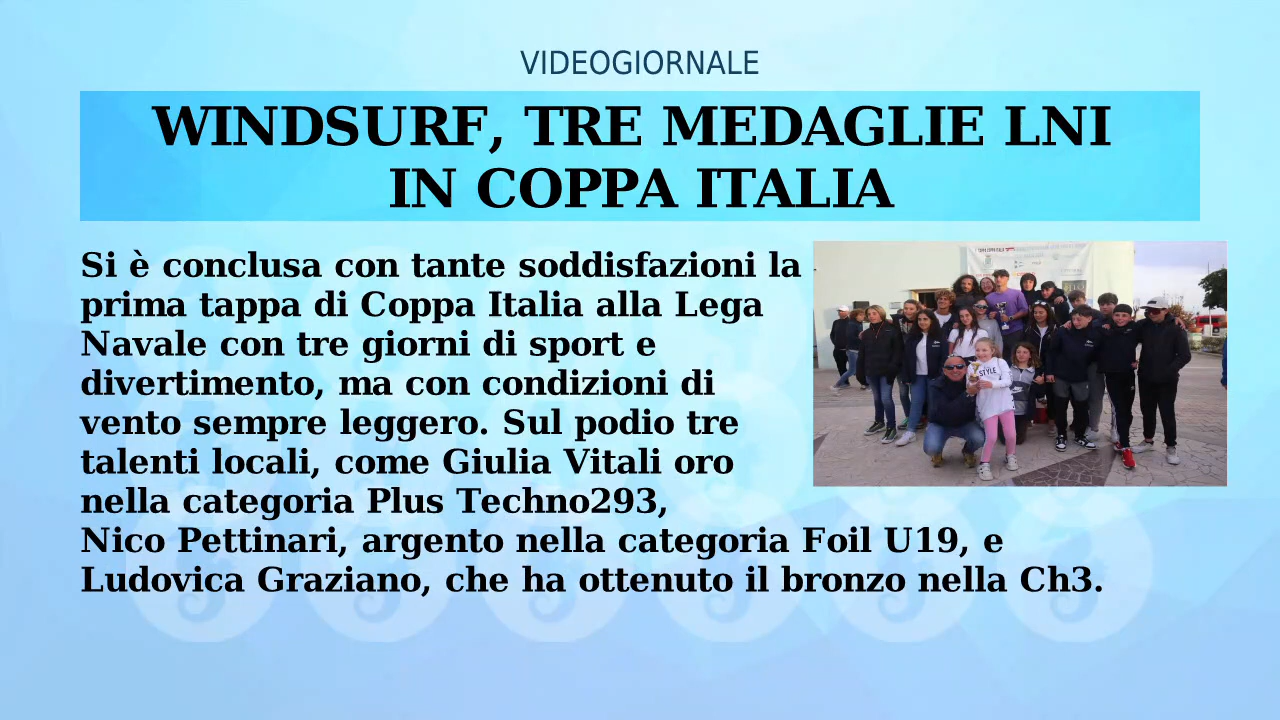 VIDEOGIORNALE
WINDSURF, TRE MEDAGLIE LNI
IN COPPA ITALIA
Si è conclusa con tante soddisfazioni la
prima tappa di Coppa Italia alla Lega
Navale con tre giorni di sport e
divertimento, ma con condizioni di
vento sempre leggero. Sul podio tre
talenti locali, come Giulia Vitali oro
nella categoria Plus Techno293,
Nico Pettinari, argento nella categoria Foil U19, e
Ludovica Graziano, che ha ottenuto il bronzo nella Ch3.
STYLE